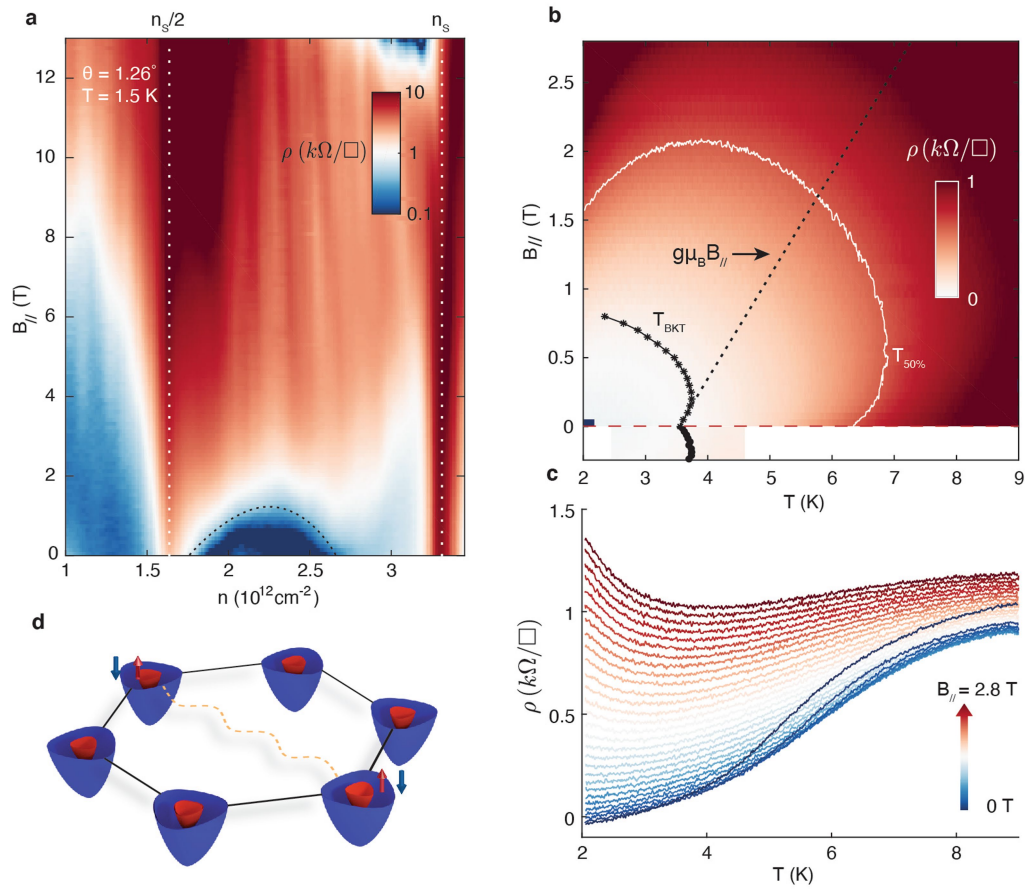 a
n_s/2
n_s
θ = 1.26°
T = 1.5 K
ρ (kΩ/□)
10
1
0.1
12
10
8
6
4
2
0
B_// (T)
1
1.5
2
2.5
3
n (10¹²cm⁻²)
b
2.5
2
1.5
1
0.5
0
B_// (T)
ρ (kΩ/□)
1
0
gμ_B B_//
T_BKT
T_50%
2
3
4
5
6
7
8
9
T (K)
c
1.5
1
0.5
0
ρ (kΩ/□)
B_// = 2.8 T
0 T
2
4
6
8
T (K)
d